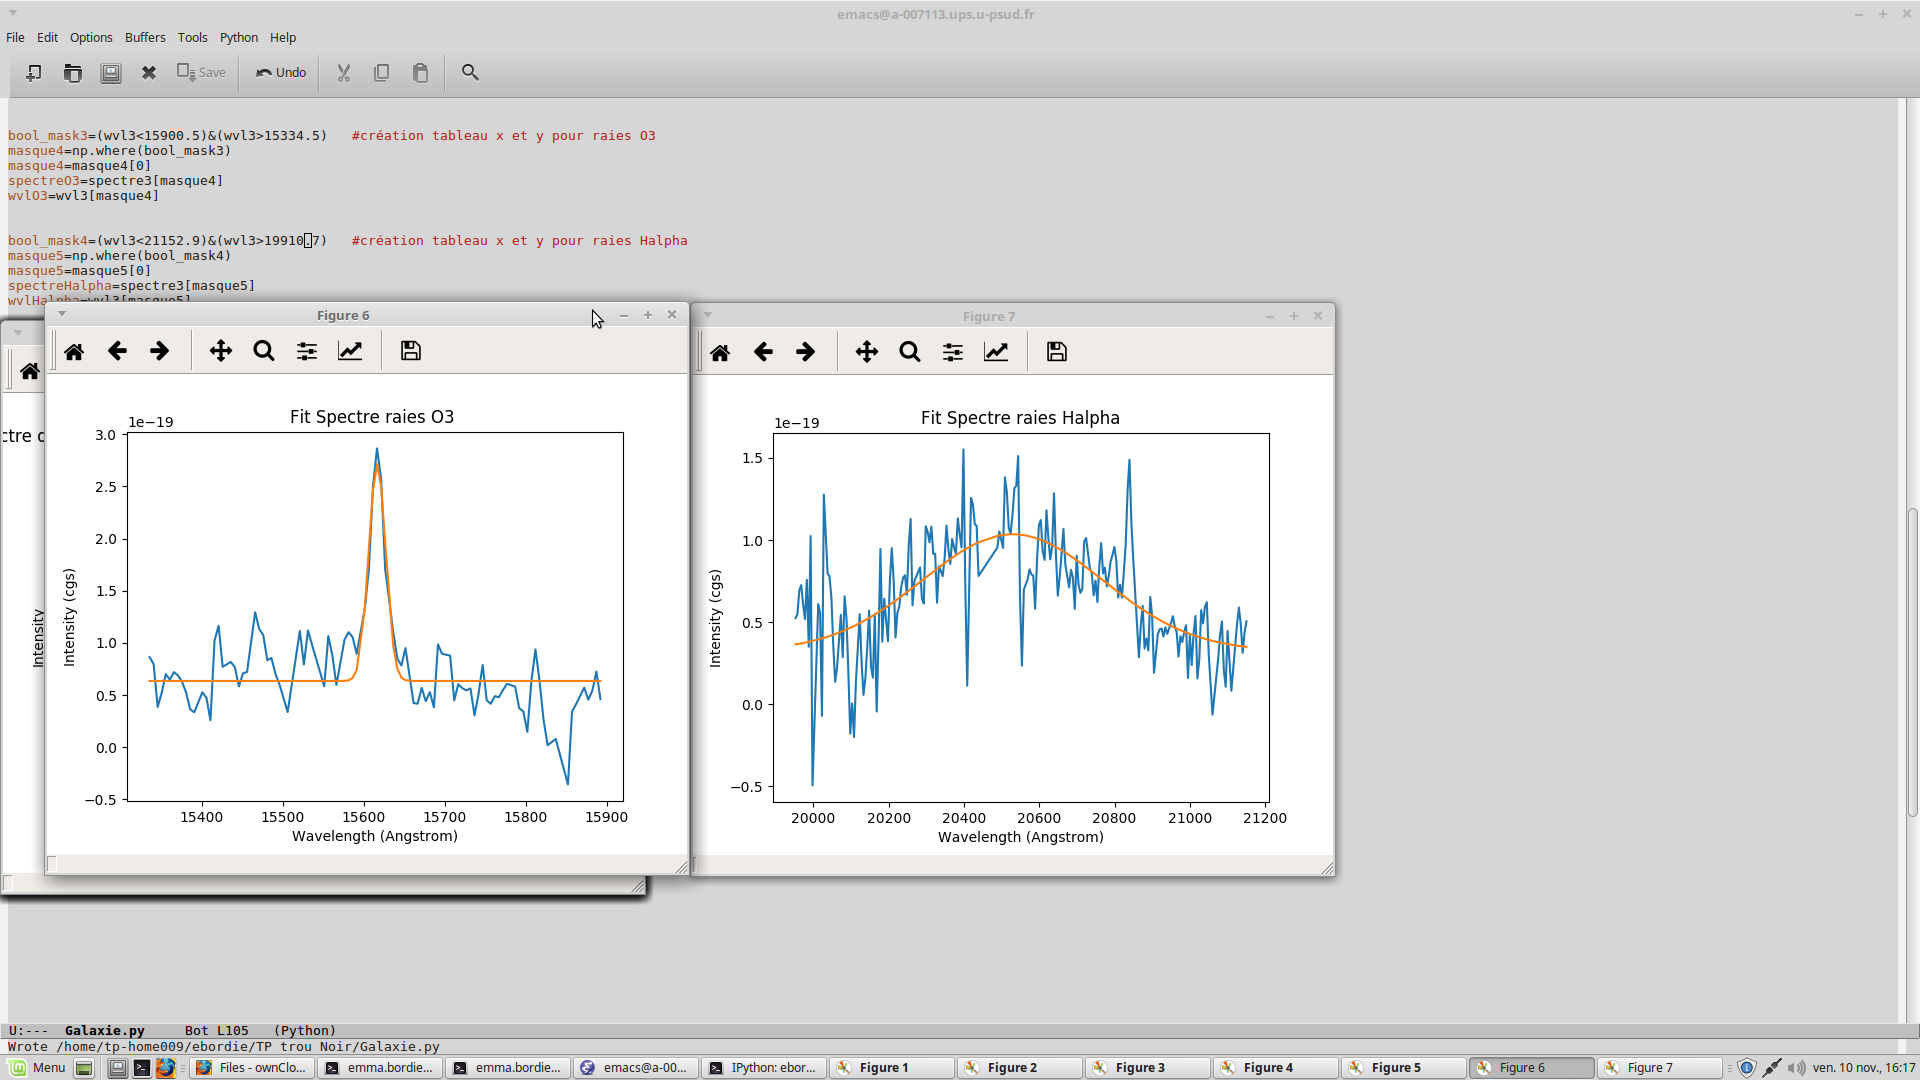 emacs@a-007113.ups.u-psud.fr
File Edit Options Buffers Tools Python Help
Save Undo
bool_mask3=(wvl3<15900.5)&(wvl3>15334.5) #création tableau x et y pour raies O3
masque4=np.where(bool_mask3)
masque4=masque4[0]
spectreO3=spectre3[masque4]
wvlO3=wvl3[masque4]
bool_mask4=(wvl3<21152.9)&(wvl3>19910.7) #création tableau x et y pour raies Halpha
masque5=np.where(bool_mask4)
masque5=masque5[0]
spectreHalpha=spectre3[masque5]
wvlHalpha=wvl3[masque5]
ctre
Intensity
Figure 6
Fit Spectre raies O3
1e−19
3.0
2.5
2.0
1.5
1.0
0.5
0.0
−0.5
Intensity (cgs)
15400 15500 15600 15700 15800 15900
Wavelength (Angstrom)
Figure 7
Fit Spectre raies Halpha
1e−19
1.5
1.0
0.5
0.0
−0.5
Intensity (cgs)
20000 20200 20400 20600 20800 21000 21200
Wavelength (Angstrom)
U:--- Galaxie.py Bot L105 (Python)
Wrote /home/tp-home009/ebordie/TP trou Noir/Galaxie.py
Menu Files - ownClo... emma.bordie... emma.bordie... emacs@a-00... IPython: ebor... Figure 1 Figure 2 Figure 3 Figure 4 Figure 5 Figure 6 Figure 7 ven. 10 nov., 16:17